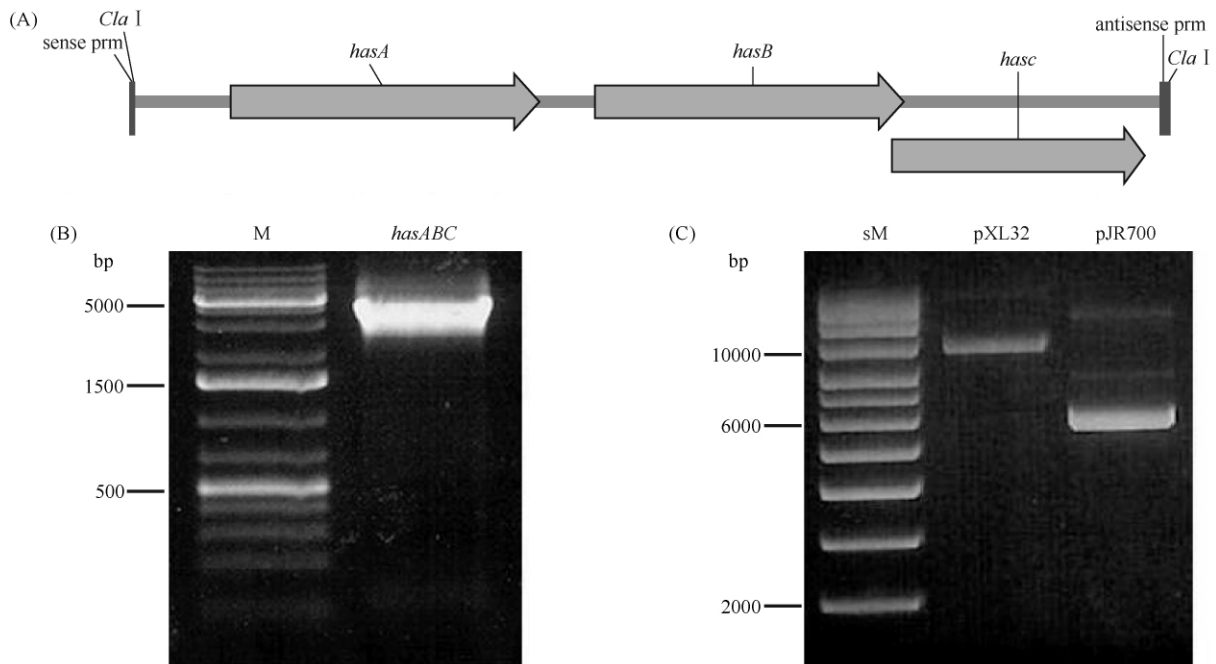 (A)
Cla I
sense prm
hasA
hasB
hasc
antisense prm
Cla I
(B)
M
hasABC
bp
5000
1500
500
(C)
sM
pXL32
pJR700
bp
10000
6000
2000